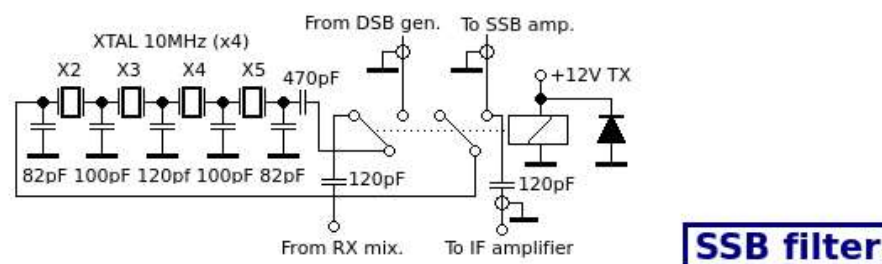 From DSB gen. To SSB amp.
XTAL 10MHz (x4)
X2 X3 X4 X5
470pF
+12V TX
82pF 100pF 120pf 100pF 82pF
120pF
120pF
From RX mix. To IF amplifier
SSB filter